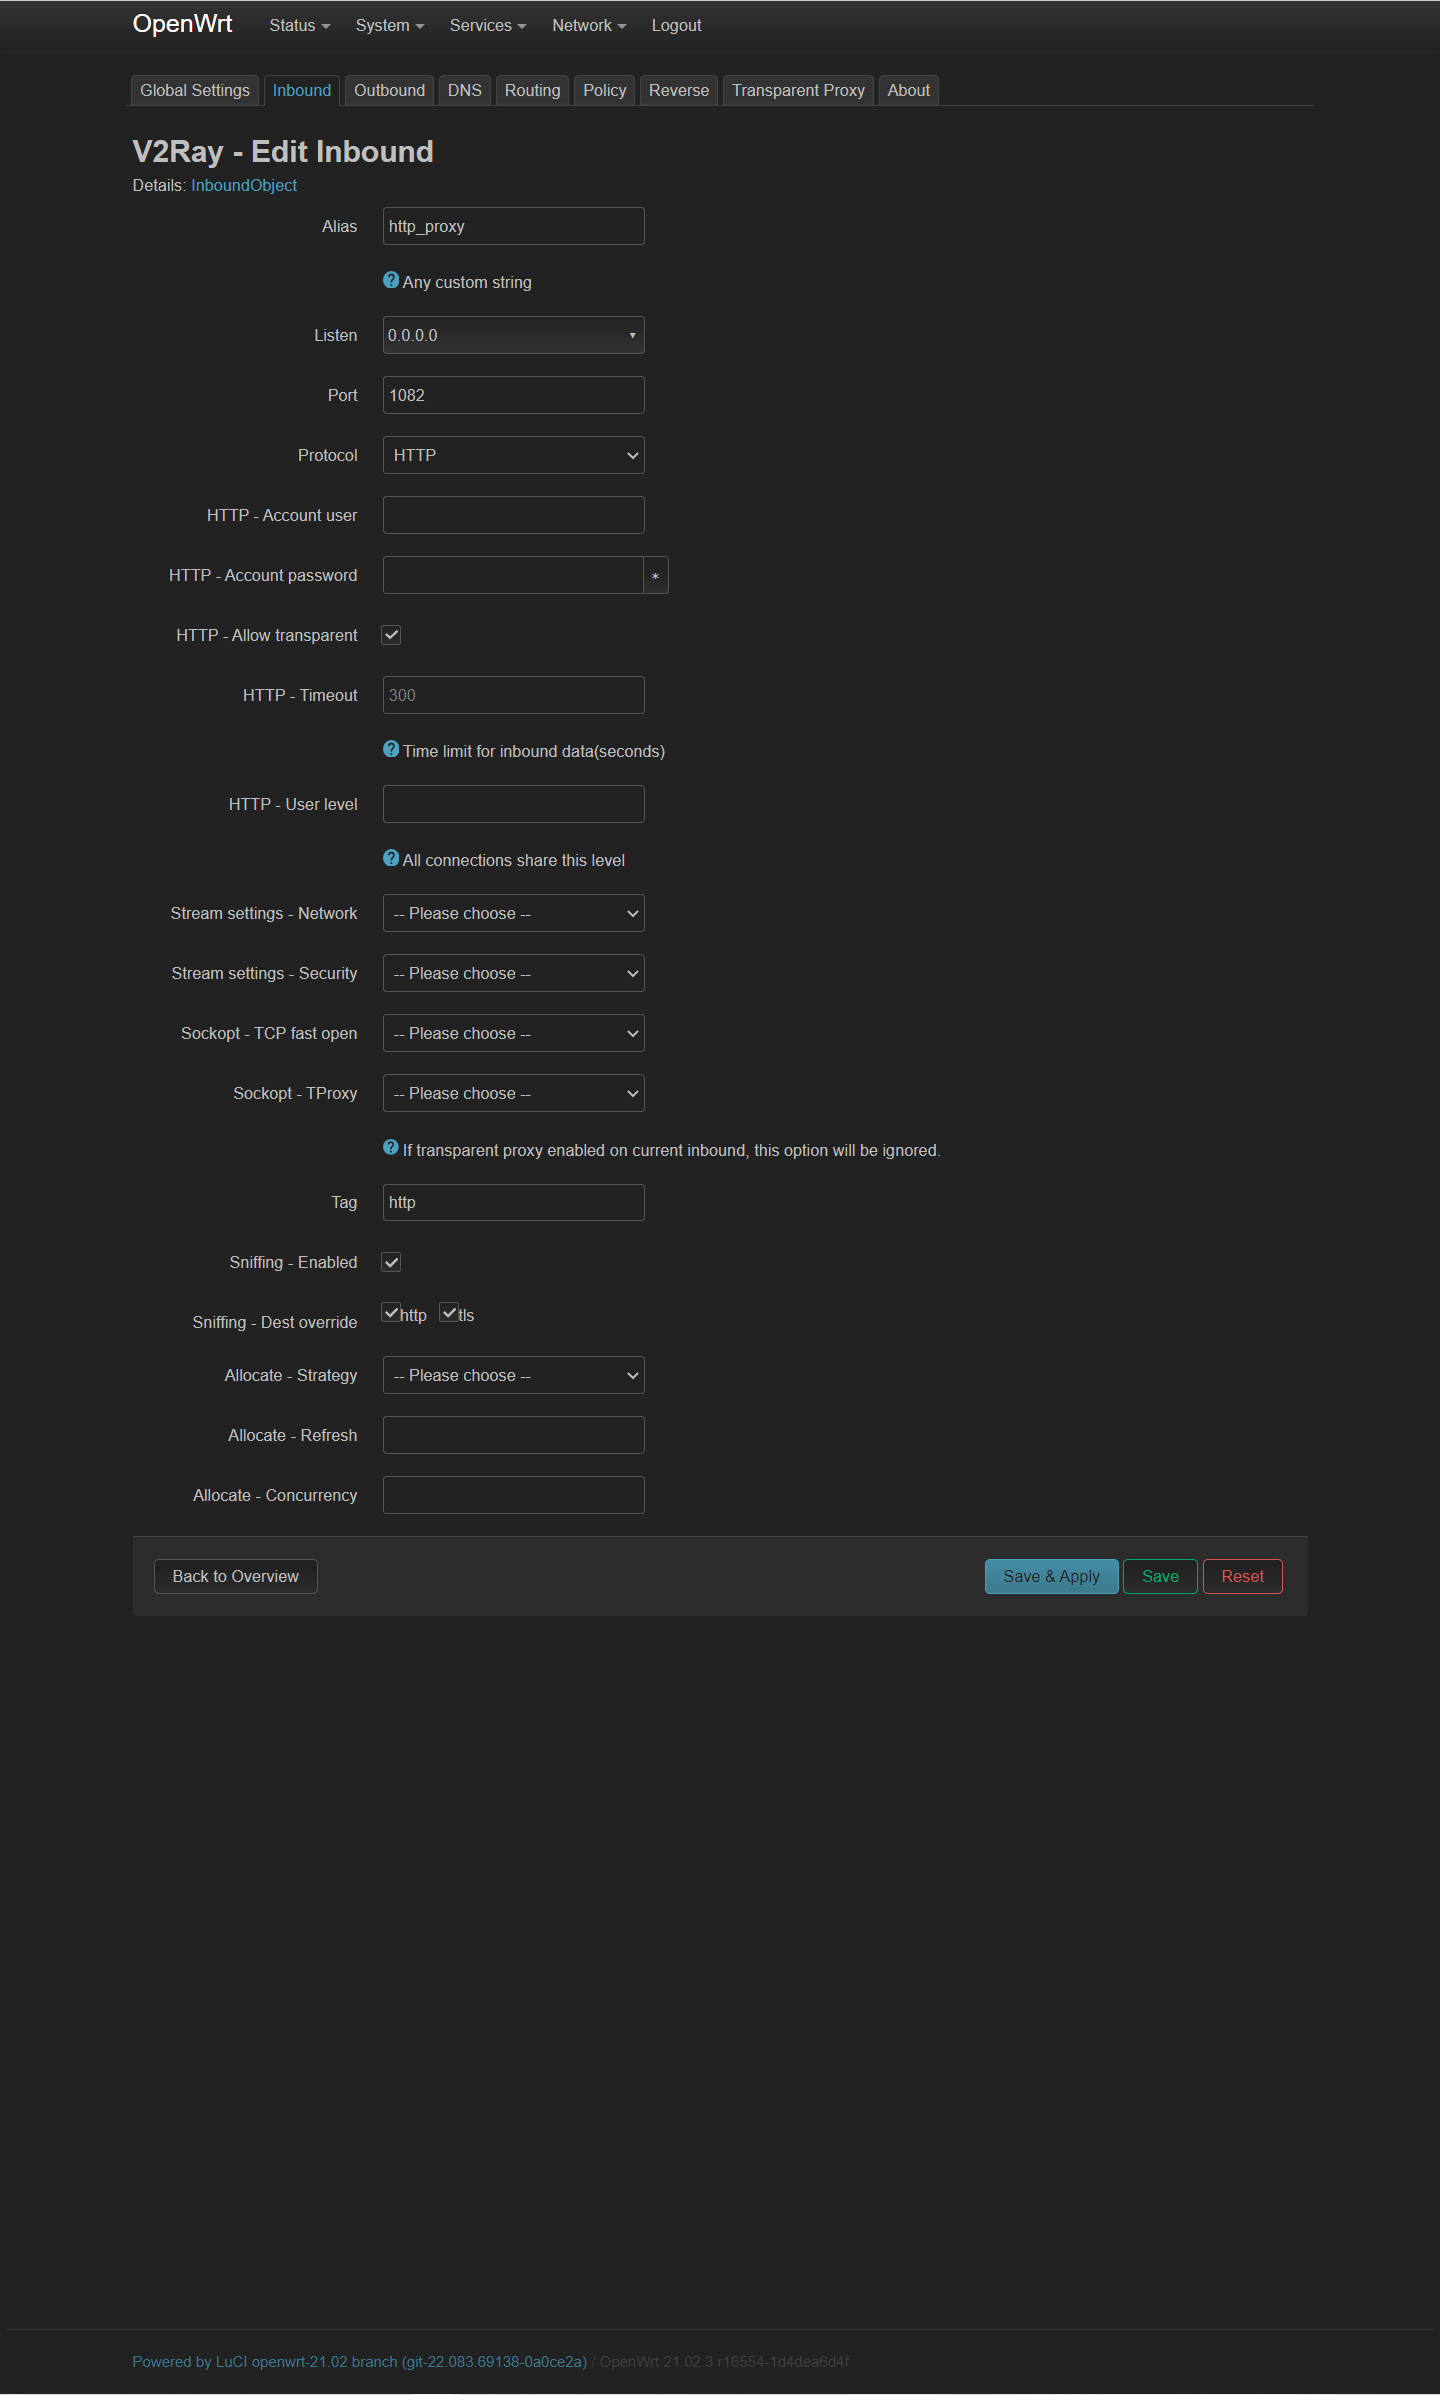 OpenWrt Status System Services Network Logout
Global Settings Inbound Outbound DNS Routing Policy Reverse Transparent Proxy About
V2Ray - Edit Inbound
Details: InboundObject
Alias http_proxy
Any custom string
Listen 0.0.0.0
Port 1082
Protocol HTTP
HTTP - Account user
HTTP - Account password *
HTTP - Allow transparent
HTTP - Timeout 300
Time limit for inbound data(seconds)
HTTP - User level
All connections share this level
Stream settings - Network -- Please choose --
Stream settings - Security -- Please choose --
Sockopt - TCP fast open -- Please choose --
Sockopt - TProxy -- Please choose --
If transparent proxy enabled on current inbound, this option will be ignored.
Tag http
Sniffing - Enabled
Sniffing - Dest override http tls
Allocate - Strategy -- Please choose --
Allocate - Refresh
Allocate - Concurrency
Back to Overview Save & Apply Save Reset
Powered by LuCI openwrt-21.02 branch (git-22.083.69138-0a0ce2a) / OpenWrt 21.02.3 r16554-1d4dea6d4f